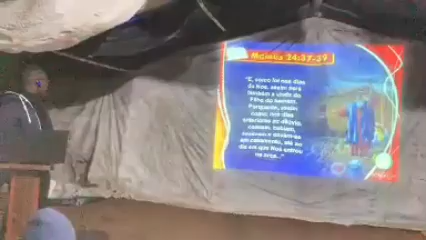 Mateus 24:37-39
"E, como foi nos dias
de Noé, assim será
também a vinda do
Filho do homem.
Porquanto, assim
como, nos dias
anteriores ao dilúvio,
comiam, bebiam,
casavam e davam-se
em casamento, até ao
dia em que Noé entrou
na arca..."